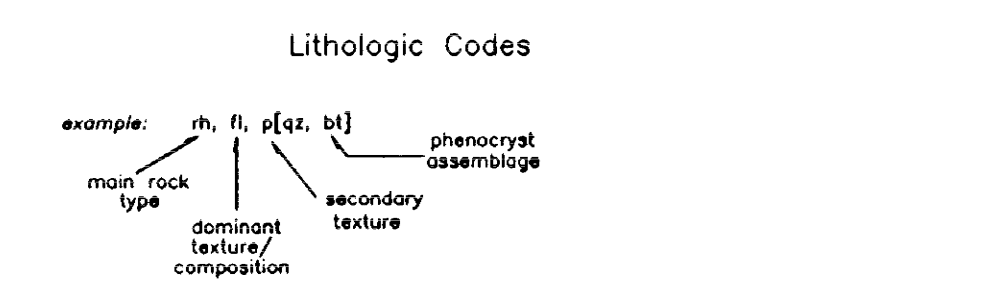 Lithologic Codes
example: rh, fl, p[qz, bt]
phenocryst
assemblage
main rock
type
secondary
texture
dominant
texture/
composition